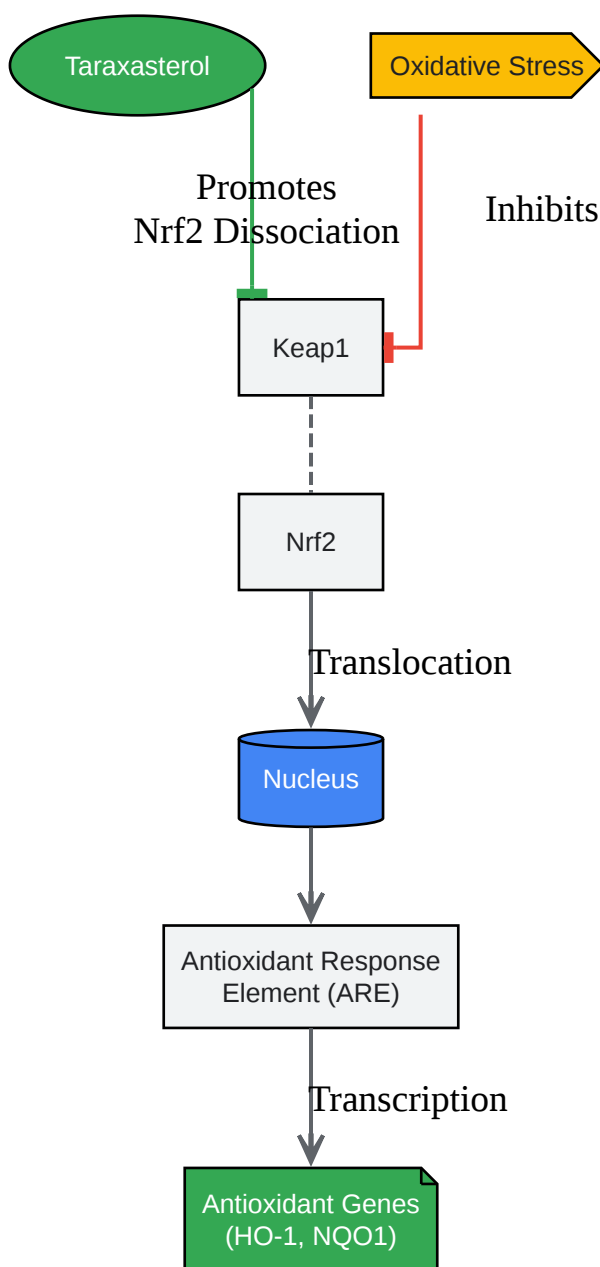 Taraxasterol
Oxidative Stress
Promotes
Nrf2 Dissociation
Inhibits
Keap1
Nrf2
Translocation
Nucleus
Antioxidant Response
Element (ARE)
Transcription
Antioxidant Genes
(HO-1, NQO1)